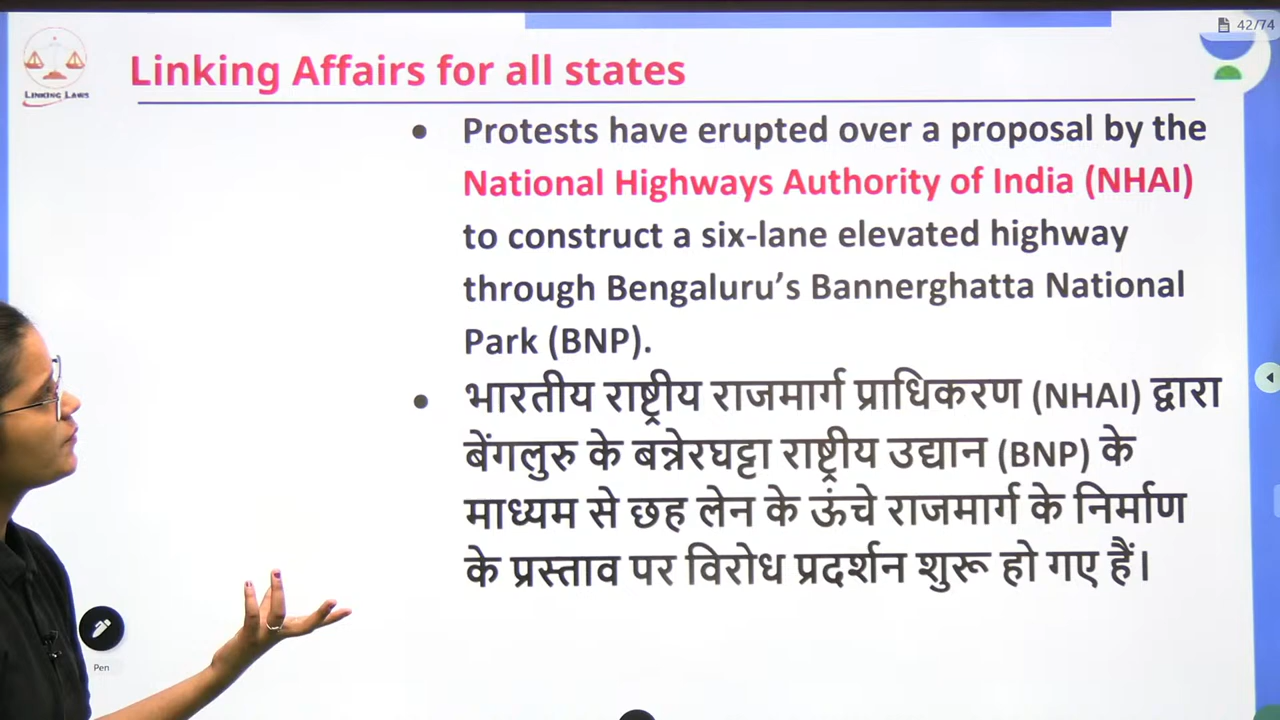 42/74
LINKING LAWS
Linking Affairs for all states
• Protests have erupted over a proposal by the
National Highways Authority of India (NHAI)
to construct a six-lane elevated highway
through Bengaluru’s Bannerghatta National
Park (BNP).
• भारतीय राष्ट्रीय राजमार्ग प्राधिकरण (NHAI) द्वारा
बेंगलुरु के बन्नेरघट्टा राष्ट्रीय उद्यान (BNP) के
माध्यम से छह लेन के ऊंचे राजमार्ग के निर्माण
के प्रस्ताव पर विरोध प्रदर्शन शुरू हो गए हैं।
Pen